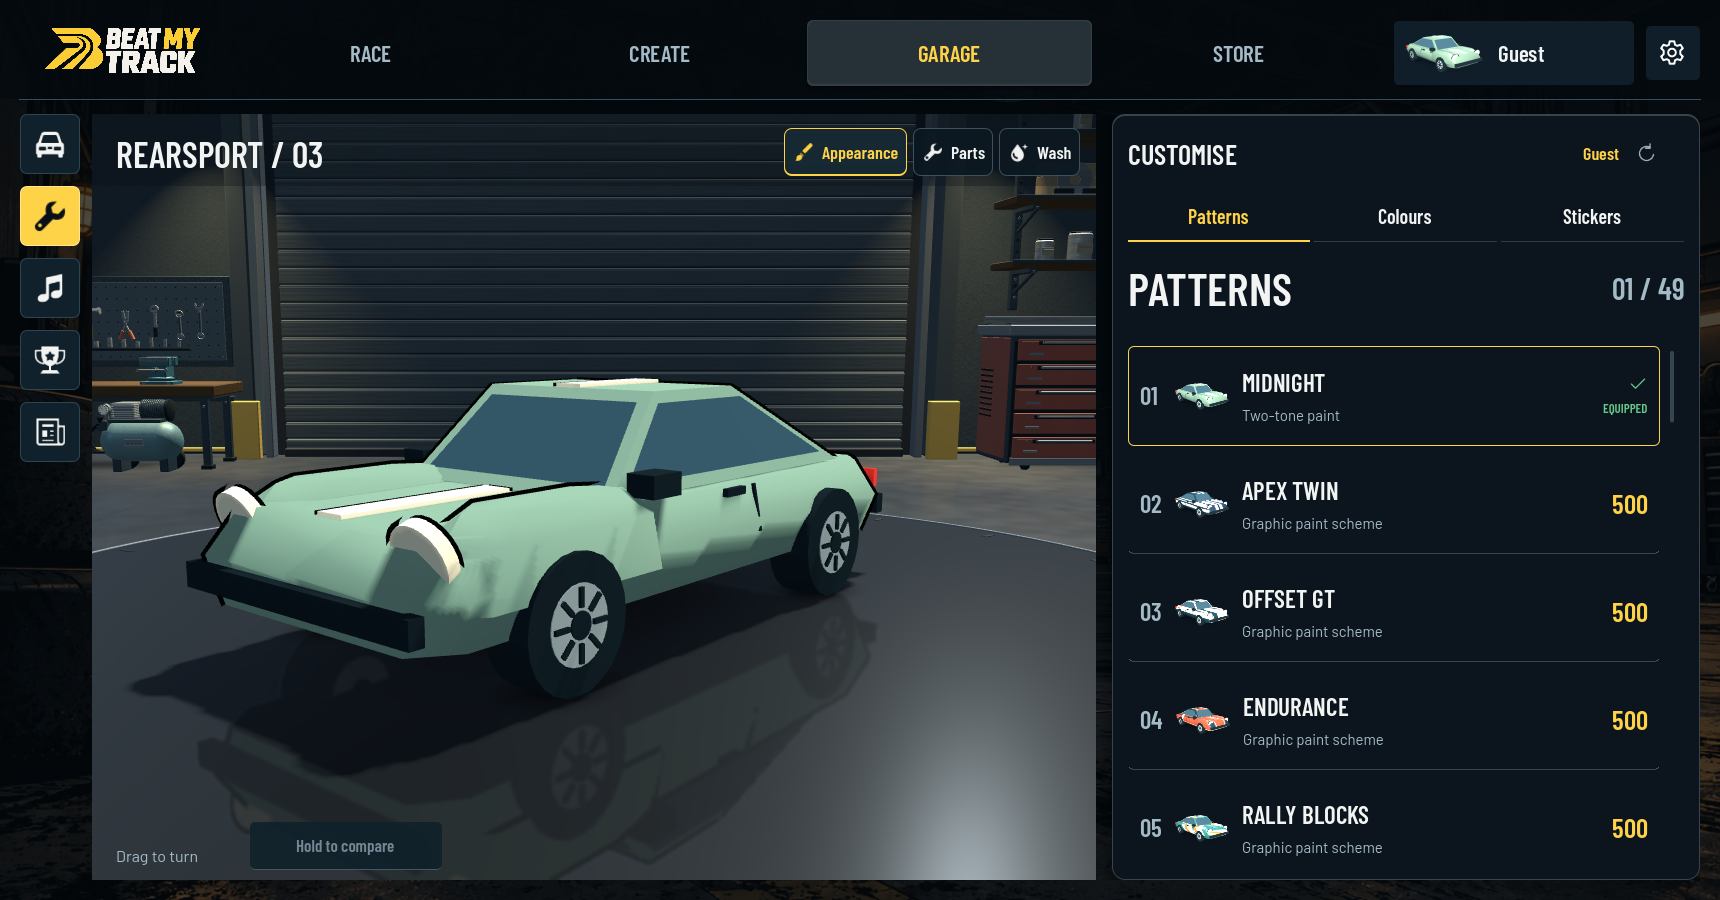 BEAT MY
TRACK
RACE
CREATE
GARAGE
STORE
Guest
REARSPORT / 03
Appearance
Parts
Wash
Drag to turn
Hold to compare
CUSTOMISE
Guest
Patterns
Colours
Stickers
PATTERNS
01 / 49
01
MIDNIGHT
Two-tone paint
EQUIPPED
02
APEX TWIN
Graphic paint scheme
500
03
OFFSET GT
Graphic paint scheme
500
04
ENDURANCE
Graphic paint scheme
500
05
RALLY BLOCKS
Graphic paint scheme
500